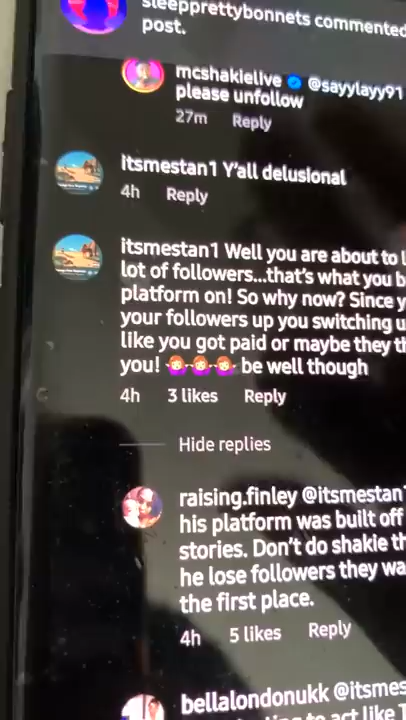 sleepprettybonnets commented
post.
mcshakielive @sayylayy91
please unfollow
27m Reply
itsmestan1 Y'all delusional
4h Reply
itsmestan1 Well you are about to
lot of followers...that's what you
platform on! So why now? Since
your followers up you switching
like you got paid or maybe they
you! 🤷🏻‍♀️🤷🏻‍♀️🤷🏻‍♀️ be well though
4h 3 likes Reply
Hide replies
raising.finley @itsmestan
his platform was built off
stories. Don't do shakie
he lose followers they
the first place.
4h 5 likes Reply
bellalondonukk @itsmes
to act like